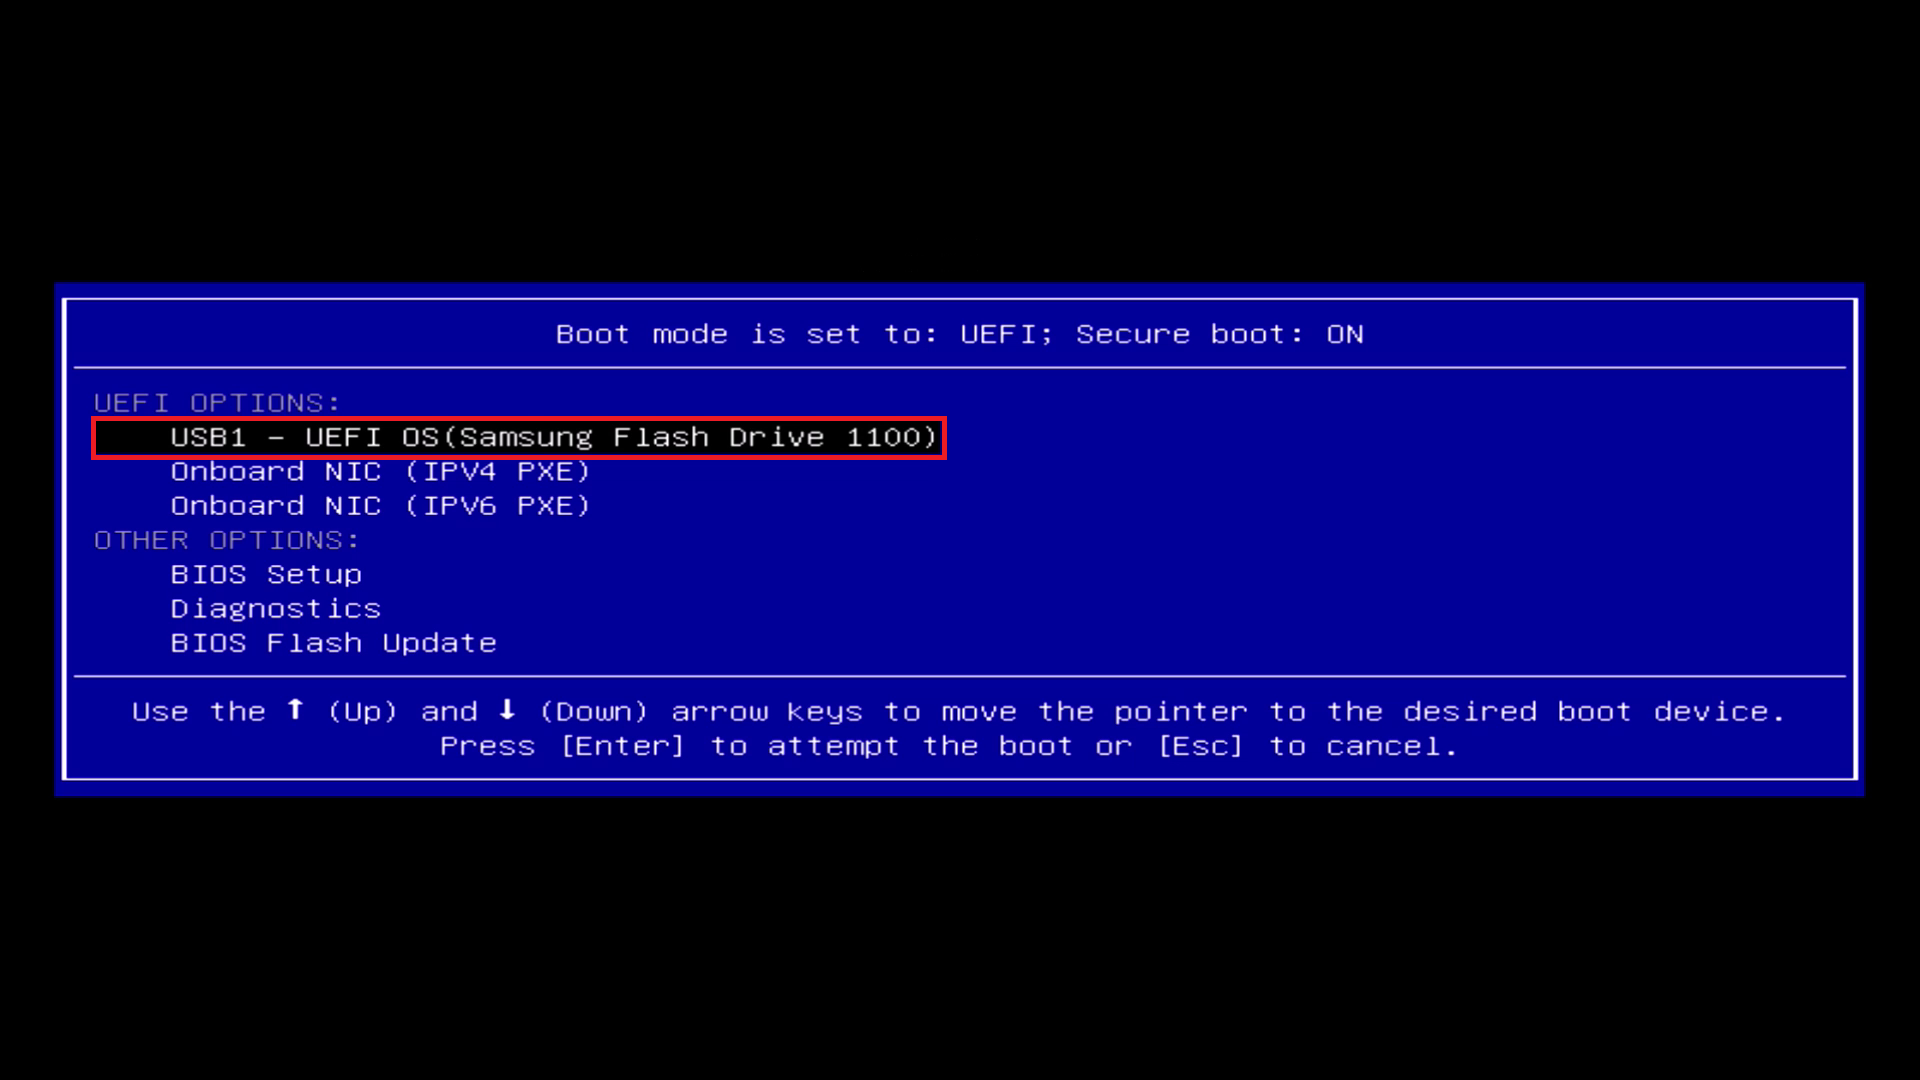 Boot mode is set to: UEFI; Secure boot: ON
UEFI OPTIONS:
USB1 - UEFI OS(Samsung Flash Drive 1100)
Onboard NIC (IPV4 PXE)
Onboard NIC (IPV6 PXE)
OTHER OPTIONS:
BIOS Setup
Diagnostics
BIOS Flash Update
Use the ↑ (Up) and ↓ (Down) arrow keys to move the pointer to the desired boot device.
Press [Enter] to attempt the boot or [Esc] to cancel.